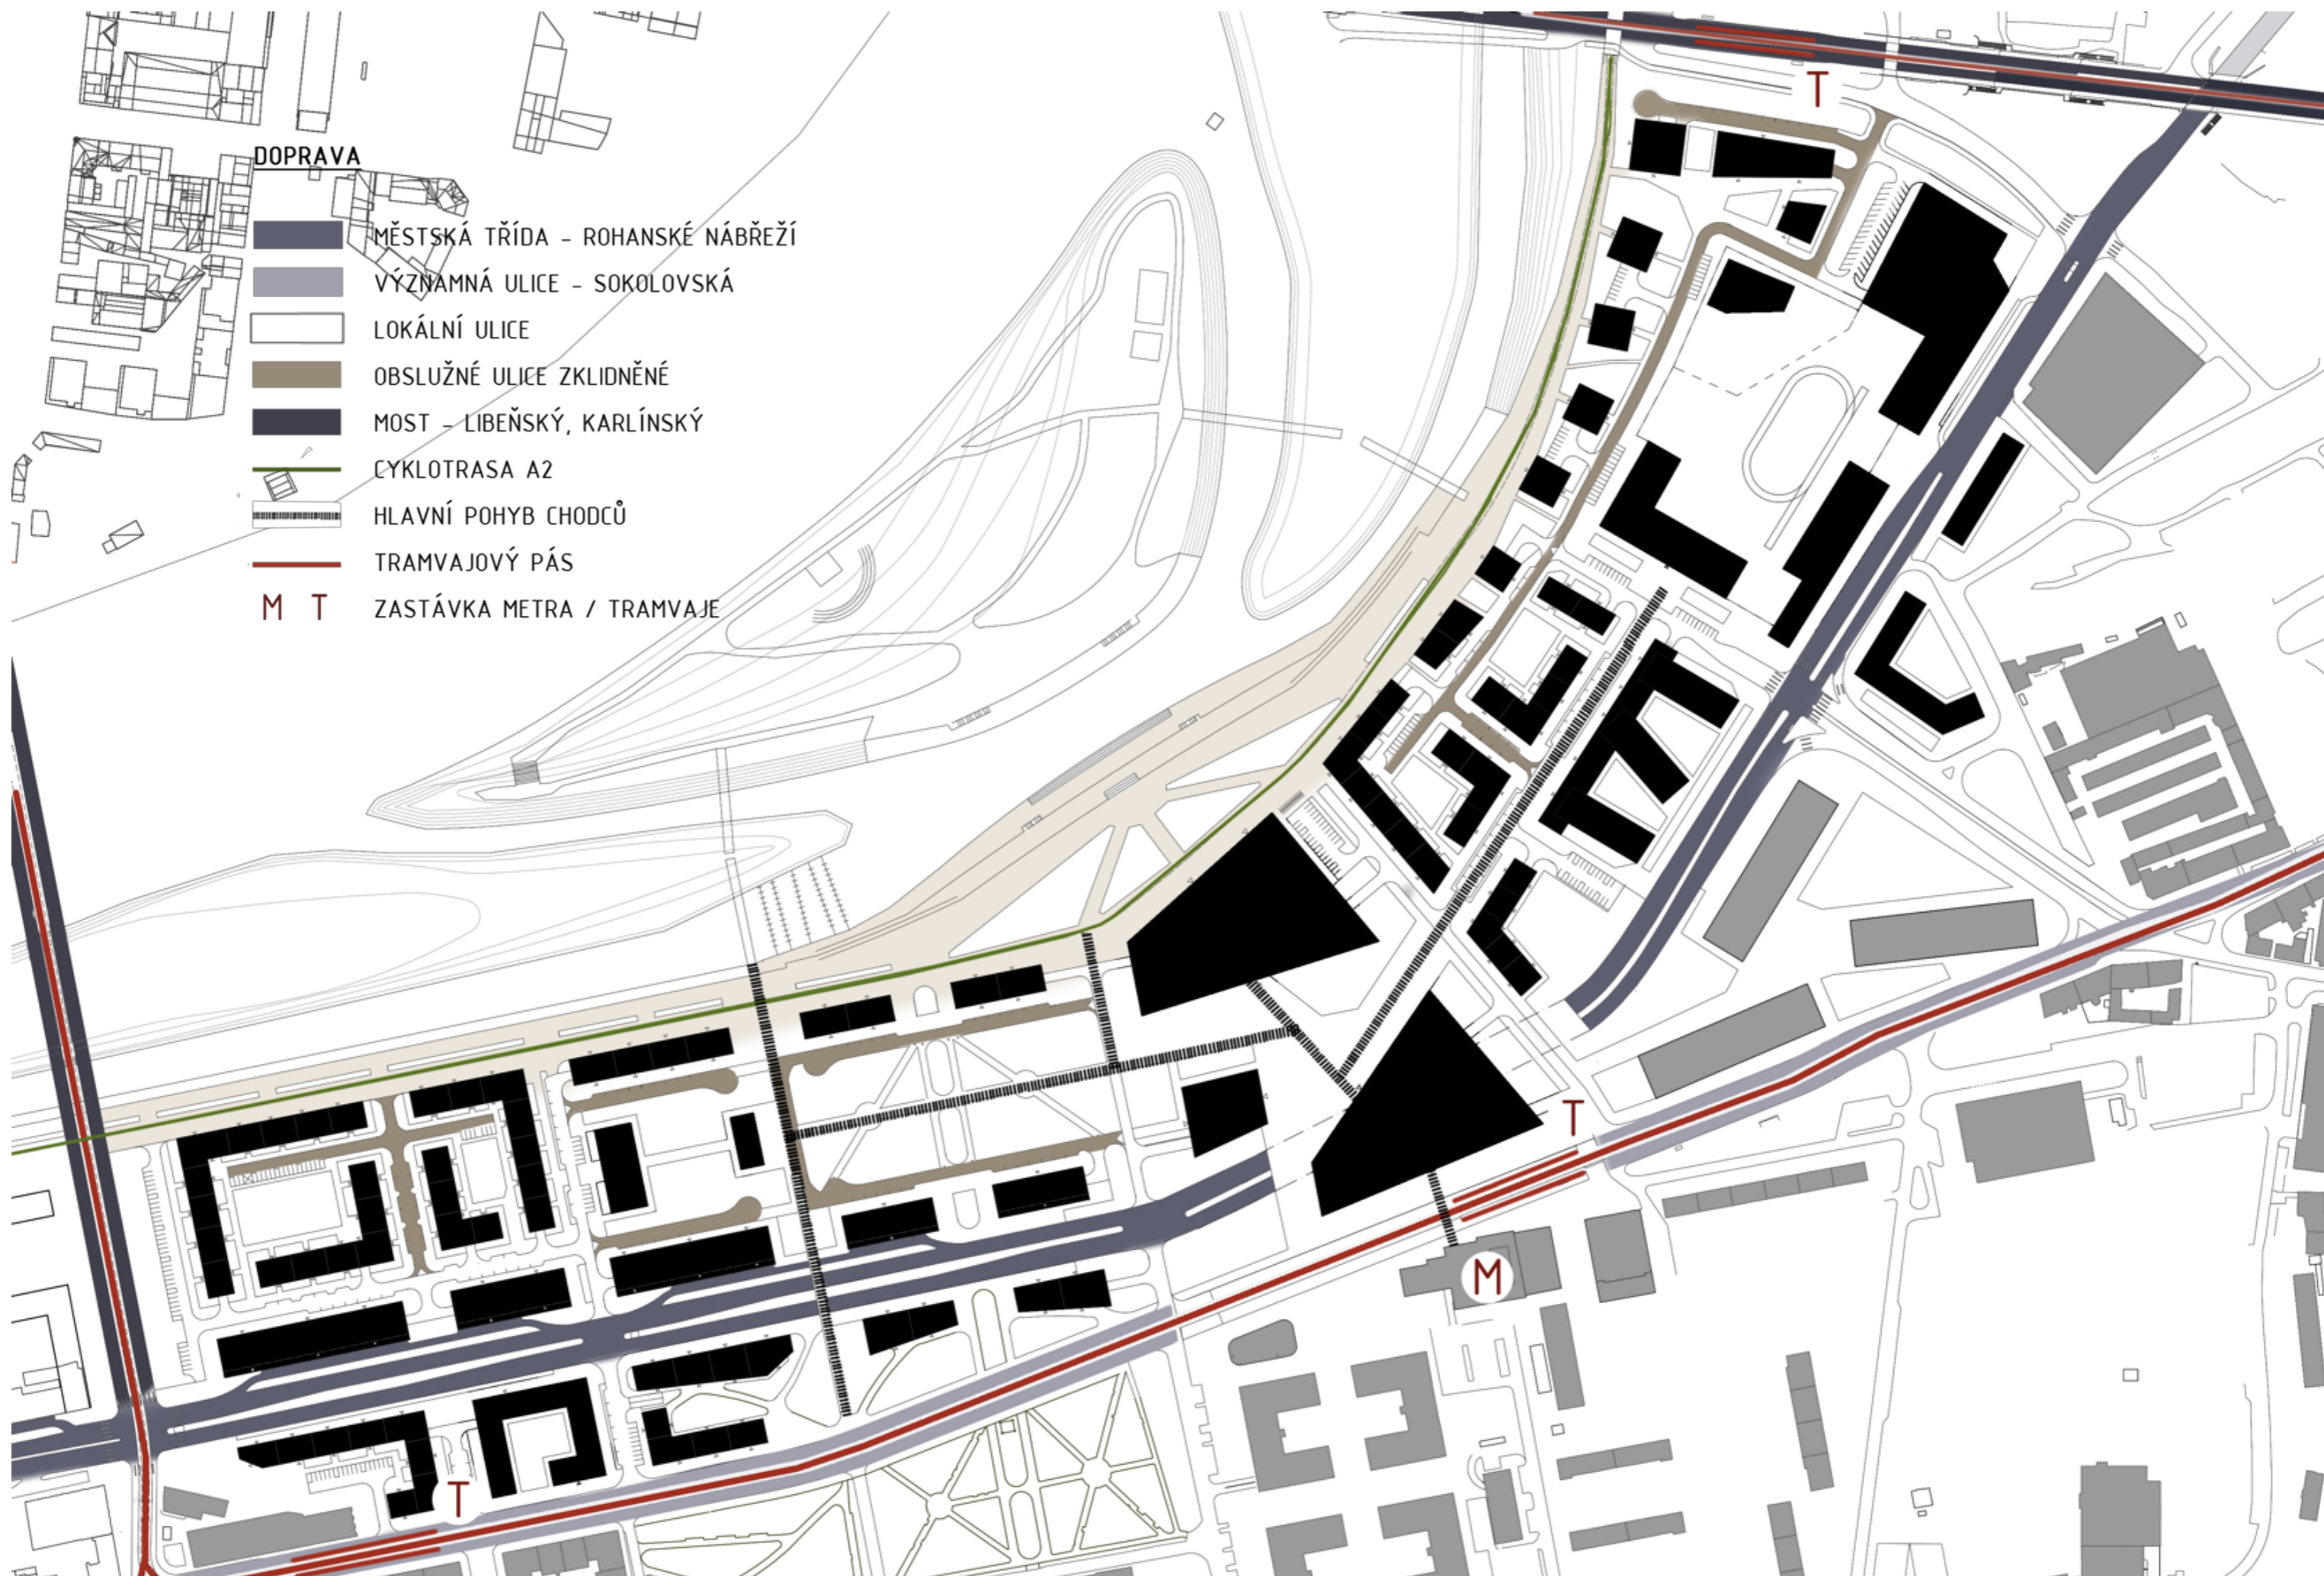 DOPRAVA
MĚSTSKÁ TŘÍDA - ROHANSKÉ NÁBŘEŽÍ
VÝZNAMNÁ ULICE - SOKOLOVSKÁ
LOKÁLNÍ ULICE
OBSLUŽNÉ ULICE ZKLIDNĚNÉ
MOST - LIBEŇSKÝ, KARLÍNSKÝ
CYKLOTRASA A2
HLAVNÍ POHYB CHODCŮ
TRAMVAJOVÝ PÁS
M T ZASTÁVKA METRA / TRAMVAJE
T
T
M
T